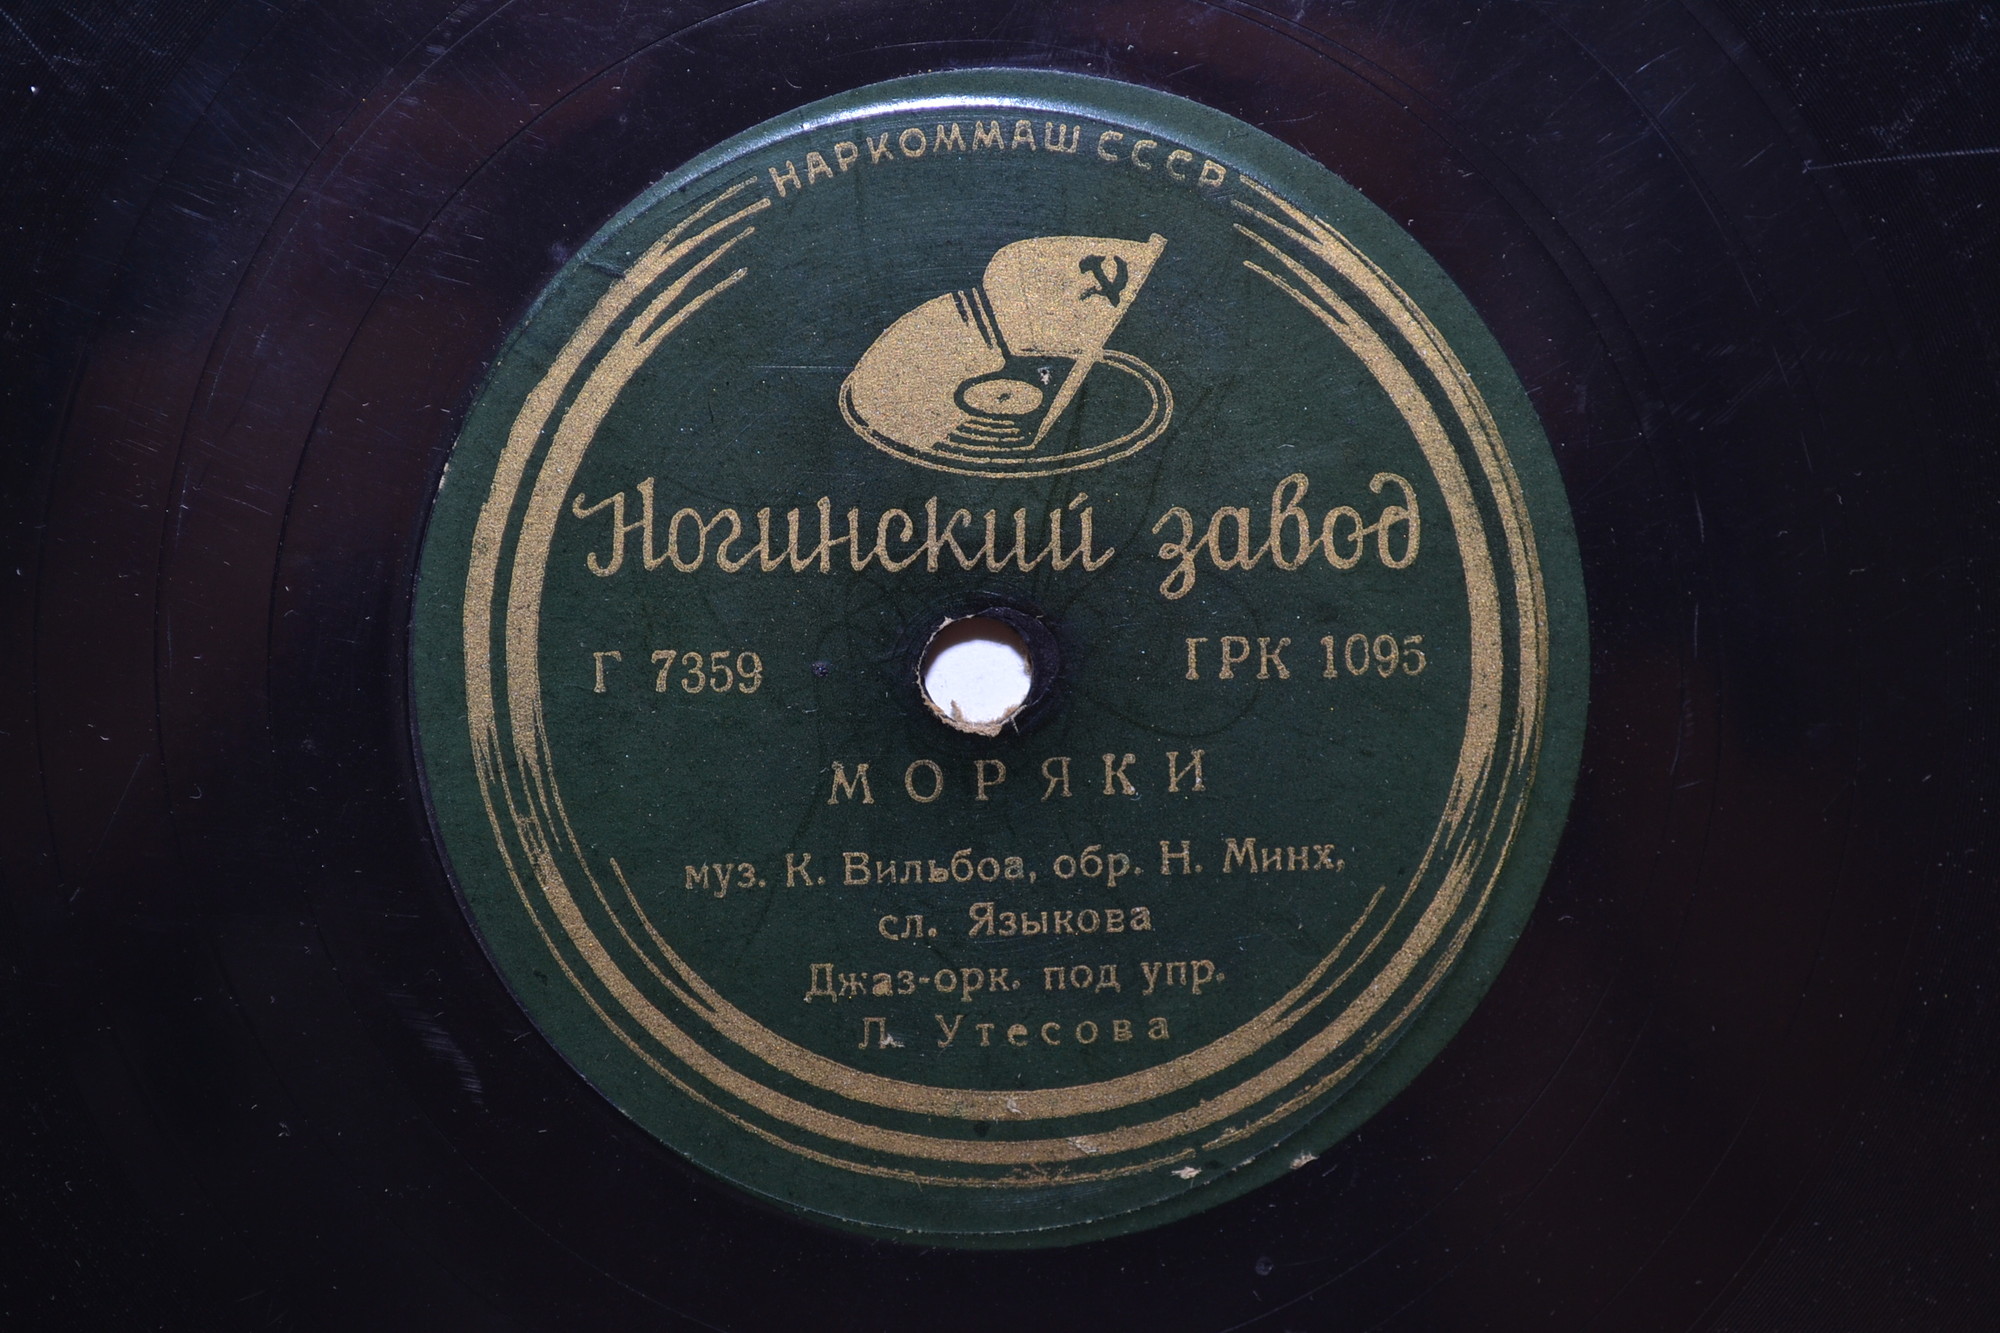 НАРКОММАШ СССР
Ногинский завод
Г 7359 ГРК 1095
МОРЯКИ
муз. К. Вильбоа, обр. Н. Минх,
сл. Языкова
Джаз-орк. под упр.
Л. Утесова